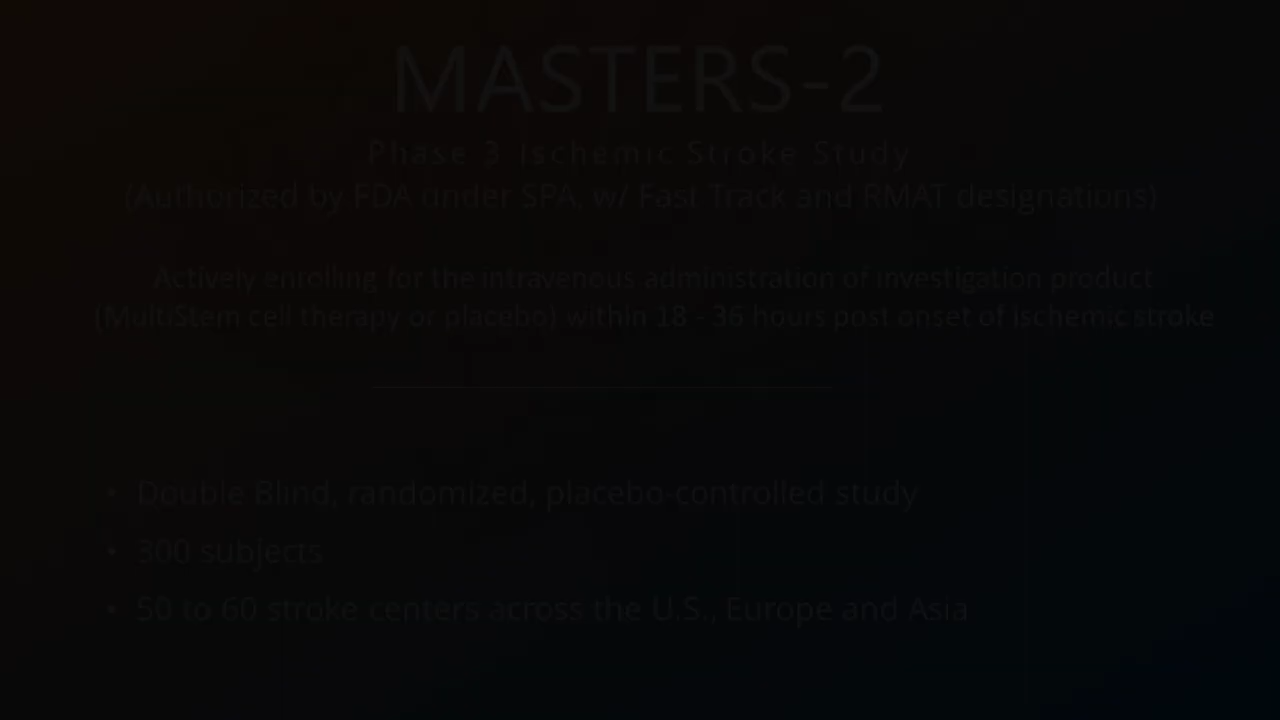 MASTERS-2
Phase 3 Ischemic Stroke Study
(Authorized by FDA under SPA, w/ Fast Track and RMAT designations)
Actively enrolling for the intravenous administration of investigation product
(MultiStem cell therapy or placebo) within 18 - 36 hours post onset of ischemic stroke
• Double Blind, randomized, placebo-controlled study
• 300 subjects
• 50 to 60 stroke centers across the U.S., Europe and Asia